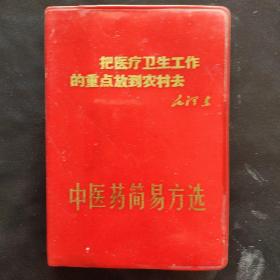 把医疗卫生工作
的重点放到农村去
毛泽东
中医药简易方选